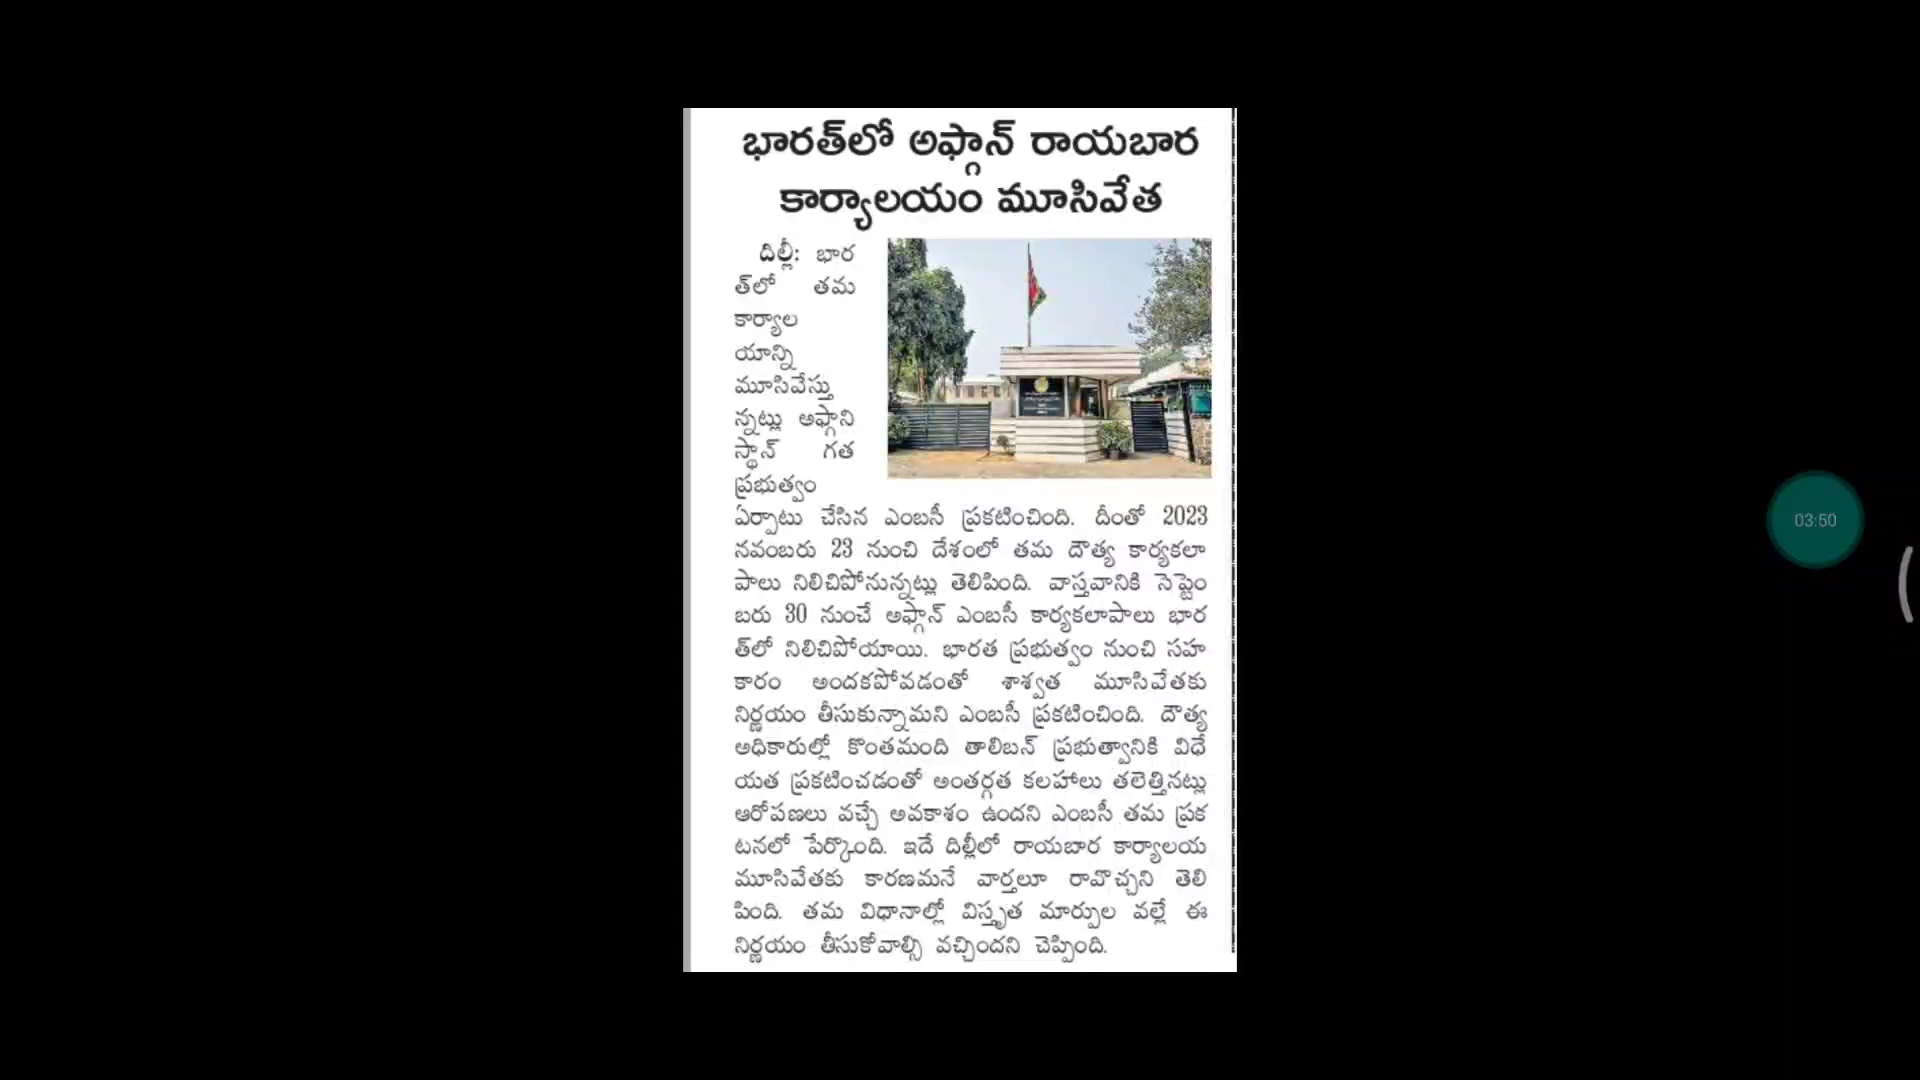 భారత్‌లో అఫ్గాన్ రాయబార
కార్యాలయం మూసివేత
దిల్లీ: భార
త్‌లో తమ
కార్యాల
యాన్ని
మూసివేస్తు
న్నట్లు అఫ్గాని
స్థాన్ గత
ప్రభుత్వం
ఏర్పాటు చేసిన ఎంబసీ ప్రకటించింది. దీంతో 2023
నవంబరు 23 నుంచి దేశంలో తమ దౌత్య కార్యకలా
పాలు నిలిచిపోనున్నట్లు తెలిపింది. వాస్తవానికి సెప్టెం
బరు 30 నుంచే అఫ్గాన్ ఎంబసీ కార్యకలాపాలు భార
త్‌లో నిలిచిపోయాయి. భారత ప్రభుత్వం నుంచి సహ
కారం అందకపోవడంతో శాశ్వత మూసివేతకు
నిర్ణయం తీసుకున్నామని ఎంబసీ ప్రకటించింది. దౌత్య
అధికారుల్లో కొంతమంది తాలిబన్ ప్రభుత్వానికి విధే
యత ప్రకటించడంతో అంతర్గత కలహాలు తలెత్తినట్లు
ఆరోపణలు వచ్చే అవకాశం ఉందని ఎంబసీ తమ ప్రక
టనలో పేర్కొంది. ఇదే దిల్లీలో రాయబార కార్యాలయ
మూసివేతకు కారణమనే వార్తలూ రావొచ్చని తెలి
పింది. తమ విధానాల్లో విస్తృత మార్పుల వల్లే ఈ
నిర్ణయం తీసుకోవాల్సి వచ్చిందని చెప్పింది.
03:50